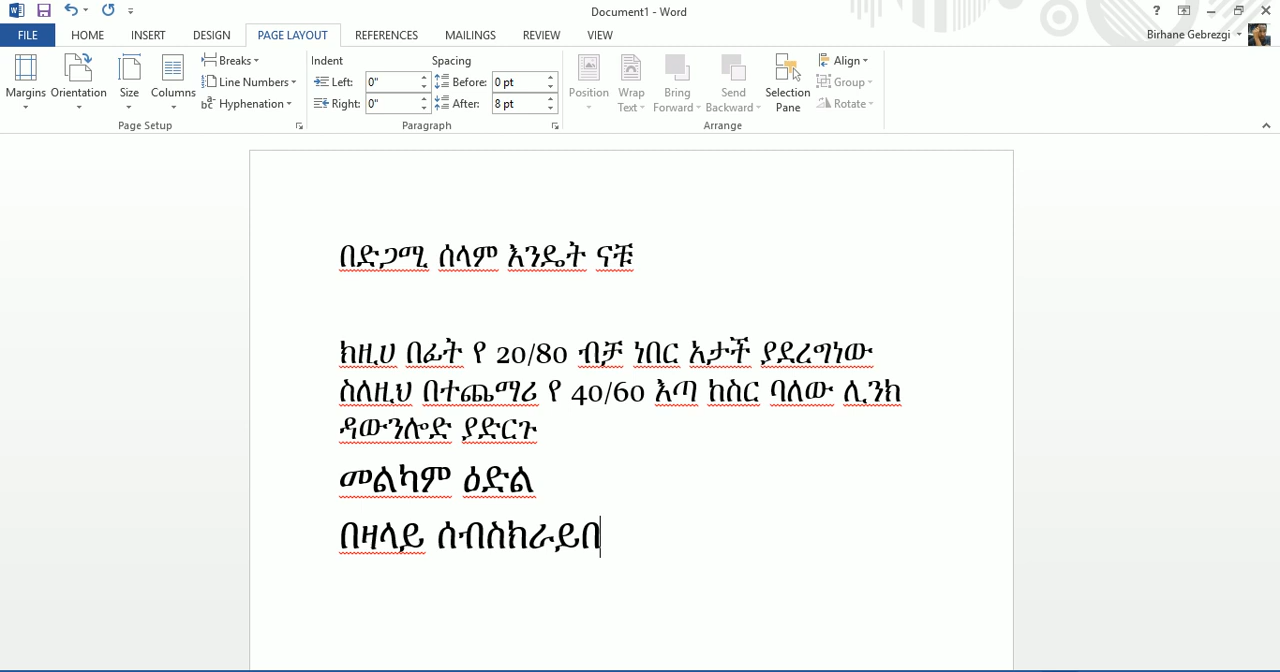 Document1 - Word
Birhane Gebrezgi
FILE HOME INSERT DESIGN PAGE LAYOUT REFERENCES MAILINGS REVIEW VIEW
Margins Orientation Size Columns
Breaks
Line Numbers
Hyphenation
Page Setup
Indent Spacing
Left: 0" Before: 0 pt
Right: 0" After: 8 pt
Paragraph
Position Wrap Text Bring Forward Send Backward Selection Pane
Align
Group
Rotate
Arrange
በድጋሚ ሰላም እንዴት ናቹ
ክዚሀ በፊት የ 20/80 ብቻ ነበር አታች ያደረግነው
ስለዚህ በተጨማሪ የ 40/60 እጣ ከስር ባለው ሊንክ
ዳውንሎድ ያድርጉ
መልካም ዕድል
በዛላይ ሰብስክራይበ